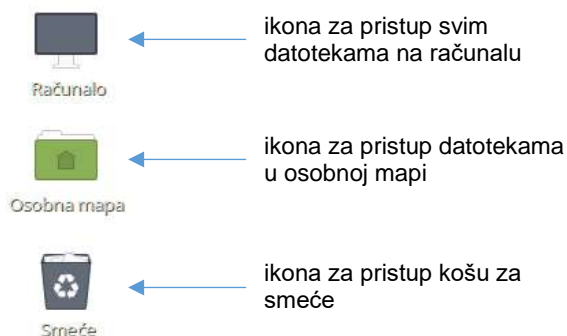 ikona za pristup svim
datotekama na računalu
Računalo
ikona za pristup datotekama
u osobnoj mapi
Osobna mapa
ikona za pristup košu za
smeće
Smeće